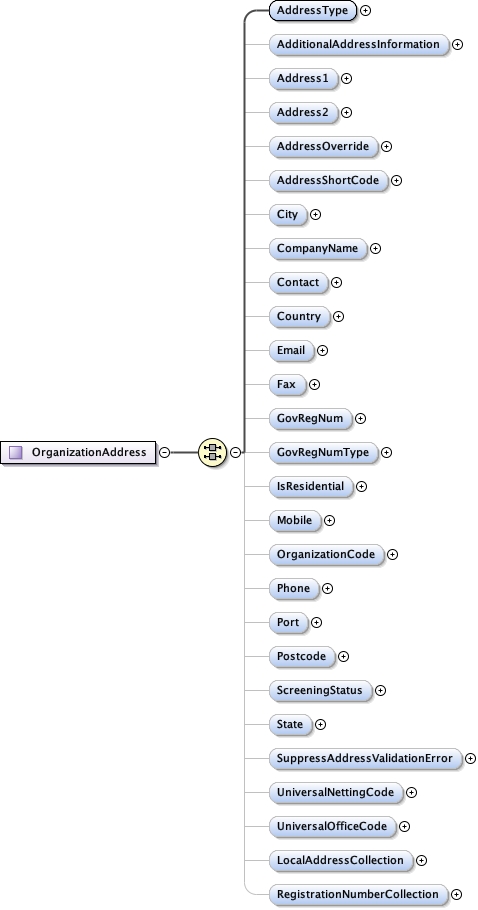 AddressType
AdditionalAddressInformation
Address1
Address2
AddressOverride
AddressShortCode
City
CompanyName
Contact
Country
Email
Fax
GovRegNum
OrganizationAddress
GovRegNumType
IsResidential
Mobile
OrganizationCode
Phone
Port
Postcode
ScreeningStatus
State
SuppressAddressValidationError
UniversalNettingCode
UniversalOfficeCode
LocalAddressCollection
RegistrationNumberCollection